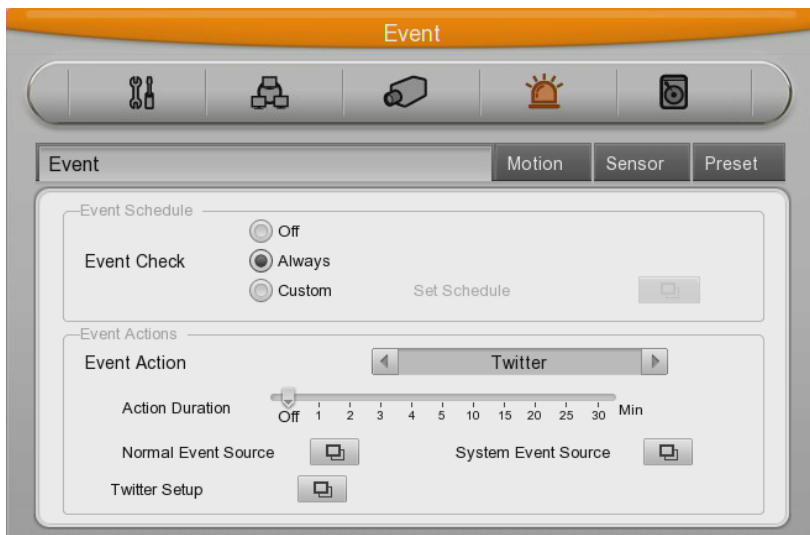 Event
Event
Motion
Sensor
Preset
Event Schedule
Off
Event Check
Always
Custom
Set Schedule
Event Actions
Event Action
Twitter
Action Duration
Off 1 2 3 4 5 10 15 20 25 30 Min
Normal Event Source
System Event Source
Twitter Setup